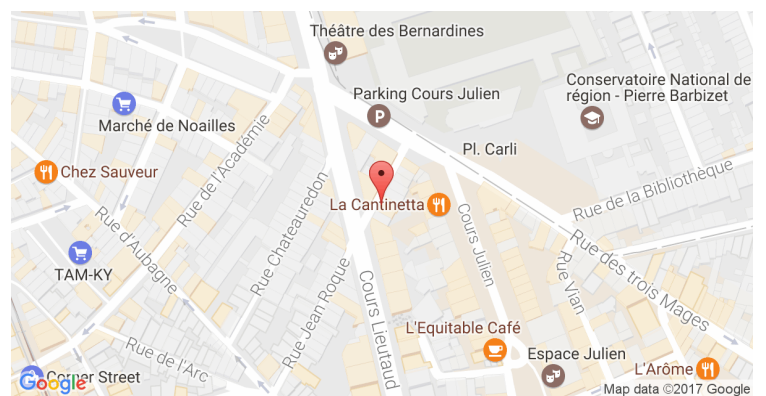 Théâtre des Bernardines
Conservatoire National de
région - Pierre Barbizet
Parking Cours Julien
P
Marché de Noailles
Pl. Carli
Chez Sauveur
Rue de l'Académie
Rue de la Bibliothèque
La Cantinetta
Rue Chateauredon
Rue d'Aubagne
Cours Julien
Rue des trois Mages
TAM-KY
Rue Jean Roque
Cours Lieutaud
Rue Vian
L'Equitable Café
Rue de l'Arc
Espace Julien
L'Arôme
Corner Street
Google
Map data ©2017 Google